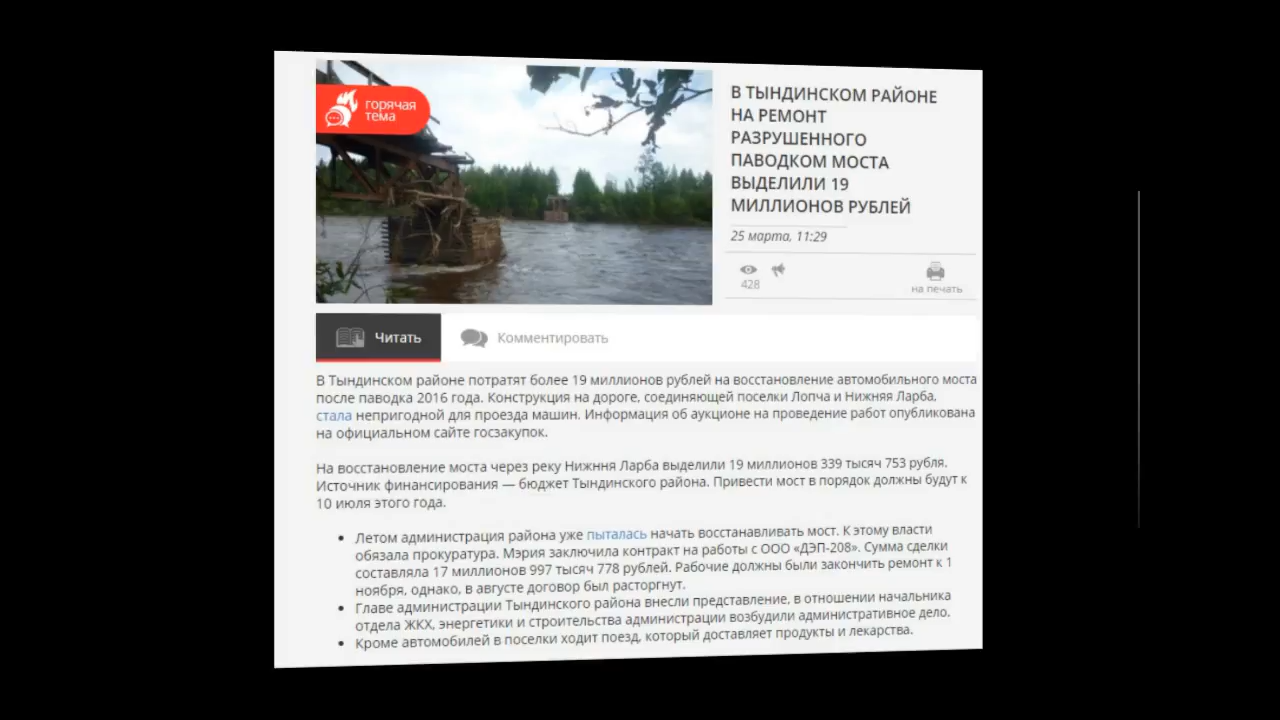 горячая
тема
В ТЫНДИНСКОМ РАЙОНЕ
НА РЕМОНТ
РАЗРУШЕННОГО
ПАВОДКОМ МОСТА
ВЫДЕЛИЛИ 19
МИЛЛИОНОВ РУБЛЕЙ
25 марта, 11:29
428
на печать
Читать
Комментировать
В Тындинском районе потратят более 19 миллионов рублей на восстановление автомобильного моста
после паводка 2016 года. Конструкция на дороге, соединяющей поселки Лопча и Нижняя Ларба,
стала непригодной для проезда машин. Информация об аукционе на проведение работ опубликована
на официальном сайте госзакупок.
На восстановление моста через реку Нижння Ларба выделили 19 миллионов 339 тысяч 753 рубля.
Источник финансирования — бюджет Тындинского района. Привести мост в порядок должны будут к
10 июля этого года.
• Летом администрация района уже пыталась начать восстанавливать мост. К этому власти
обязала прокуратура. Мэрия заключила контракт на работы с ООО «ДЭП-208». Сумма сделки
составляла 17 миллионов 997 тысяч 778 рублей. Рабочие должны были закончить ремонт к 1
ноября, однако, в августе договор был расторгнут.
• Главе администрации Тындинского района внесли представление, в отношении начальника
отдела ЖКХ, энергетики и строительства администрации возбудили административное дело.
• Кроме автомобилей в поселки ходит поезд, который доставляет продукты и лекарства.